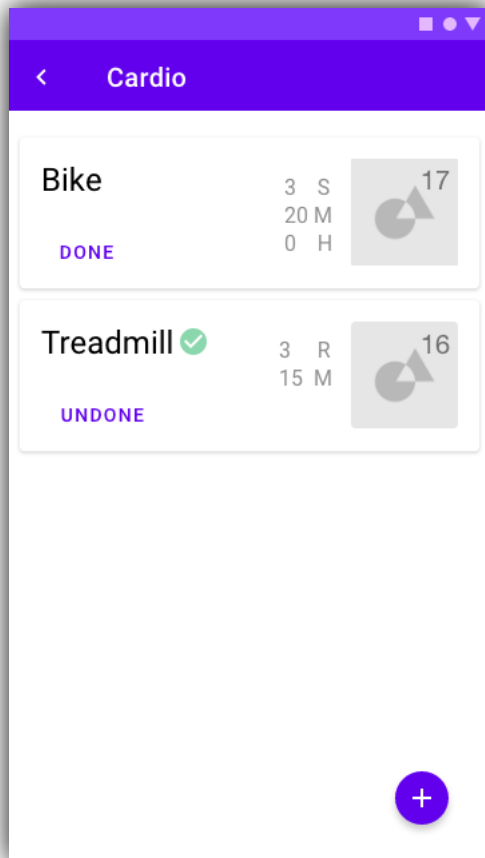 Cardio
Bike
3 S
20 M
0 H
17
DONE
Treadmill
3 R
15 M
16
UNDONE
+